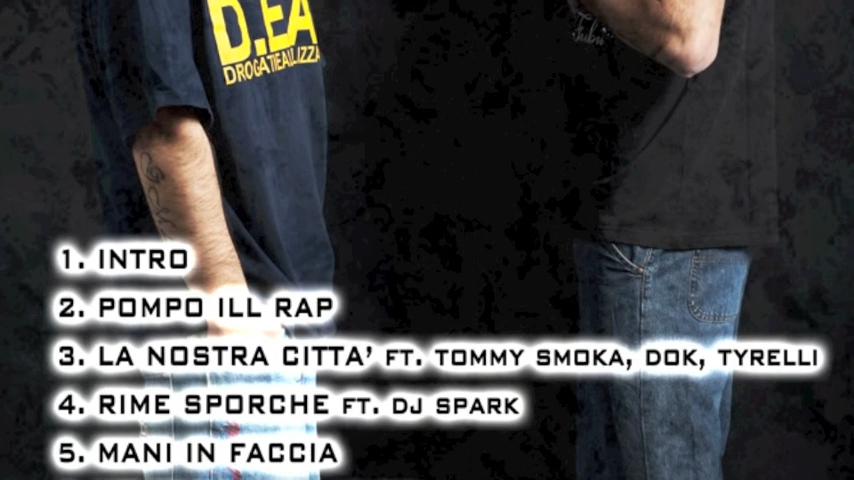 D.EA
DROGATIEALIZZA
1. INTRO
2. POMPO ILL RAP
3. LA NOSTRA CITTA' FT. TOMMY SMOKA, DOK, TYRELLI
4. RIME SPORCHE FT. DJ SPARK
5. MANI IN FACCIA